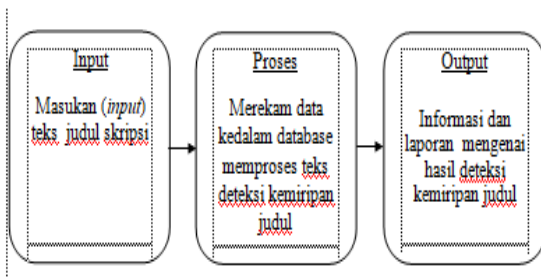 Input
Masukan (input)
teks judul skripsi
Proses
Merekam data
kedalam database
memproses teks
deteksi kemiripan
judul
Output
Informasi dan
laporan mengenai
hasil deteksi
kemiripan judul